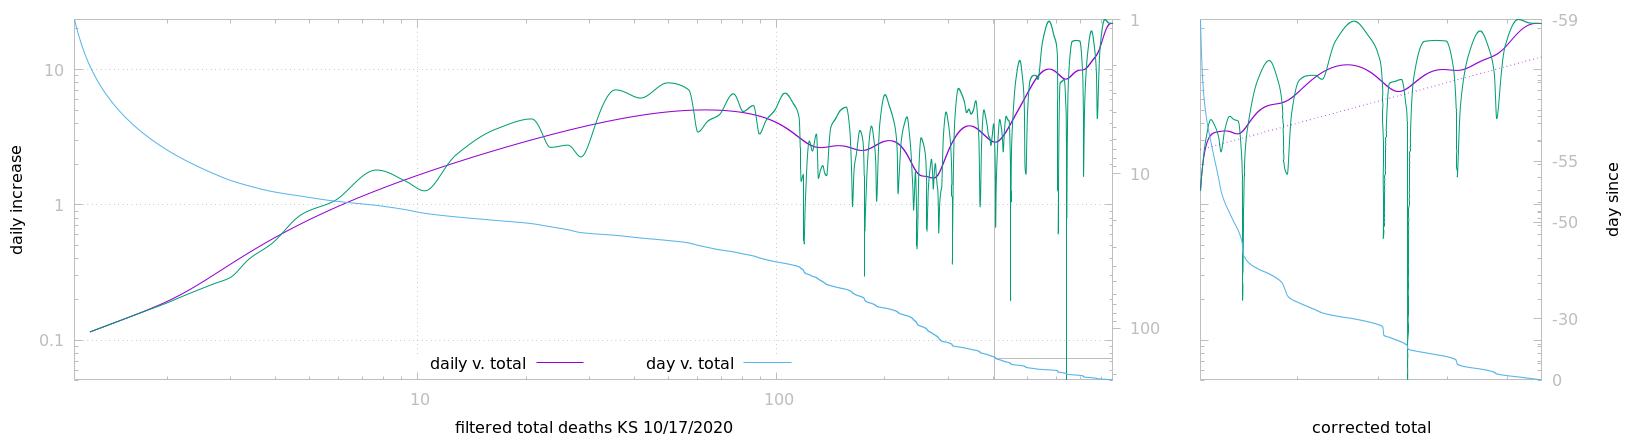 1
-59
10
daily increase
10
-55
day since
1
-50
0.1
100
-30
daily v. total
day v. total
0
10
100
filtered total deaths KS 10/17/2020
corrected total